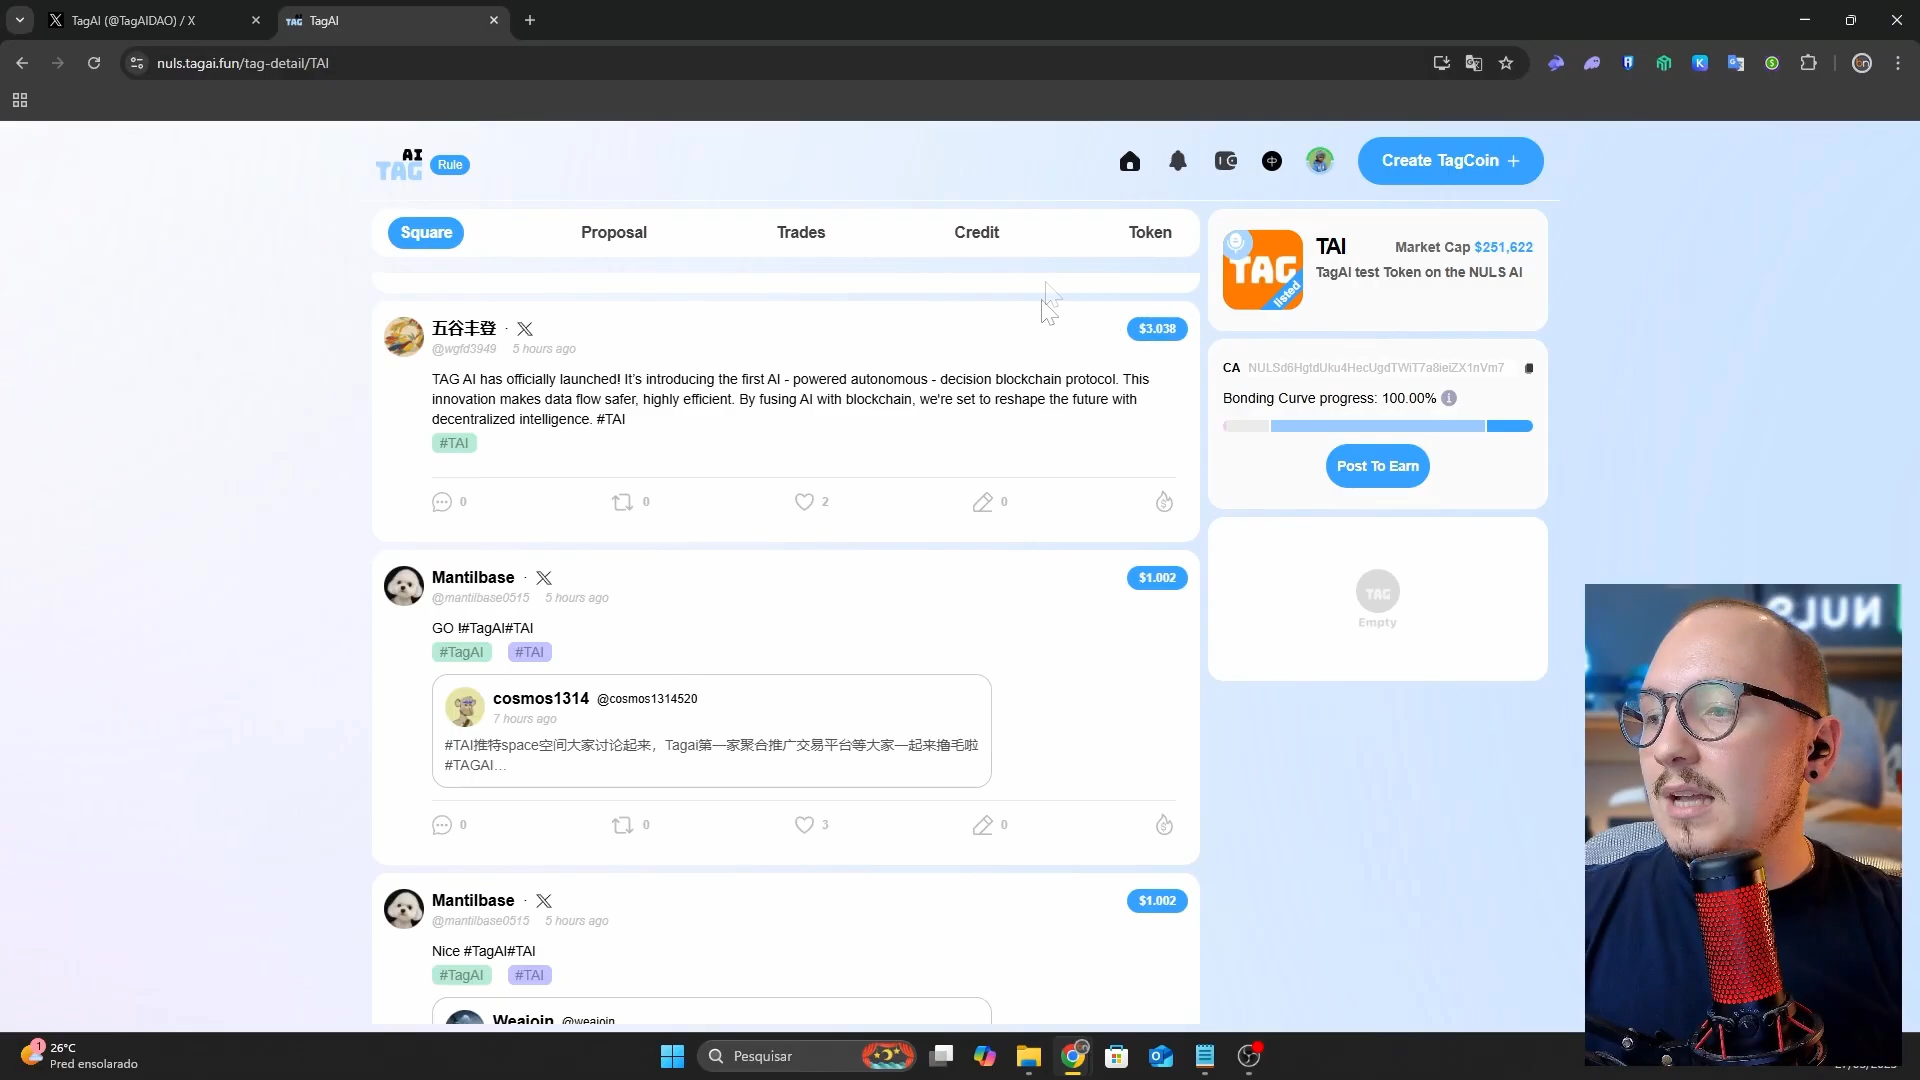 TagAI (@TagAIDAO) / X
TAG
TagAI
nuls.tagai.fun/tag-detail/TAI
AI
TAG
Rule
Create TagCoin +
Square
Proposal
Trades
Credit
Token
五谷丰登 ·
@wgfd3949 5 hours ago
$3.038
TAG AI has officially launched! It's introducing the first AI - powered autonomous - decision blockchain protocol. This
innovation makes data flow safer, highly efficient. By fusing AI with blockchain, we're set to reshape the future with
decentralized intelligence. #TAI
#TAI
0
0
2
0
Mantilbase ·
@mantilbase0515 5 hours ago
$1.002
GO !#TagAI#TAI
#TagAI #TAI
cosmos1314 @cosmos1314520
7 hours ago
#TAI推特space空间大家讨论起来，Tagai第一家聚合推广交易平台等大家一起来撸毛啦
#TAGAI…
0
0
3
0
Mantilbase ·
@mantilbase0515 5 hours ago
$1.002
Nice #TagAI#TAI
#TagAI #TAI
Weajoin @weajoin
TAG
listed
TAI
Market Cap $251,622
TagAI test Token on the NULS AI
CA NULSd6HgtdUku4HecUgdTWiT7a8ieiZX1nVm7
Bonding Curve progress: 100.00%
Post To Earn
TAG
Empty
NULS
1
26°C
Pred ensolarado
Pesquisar